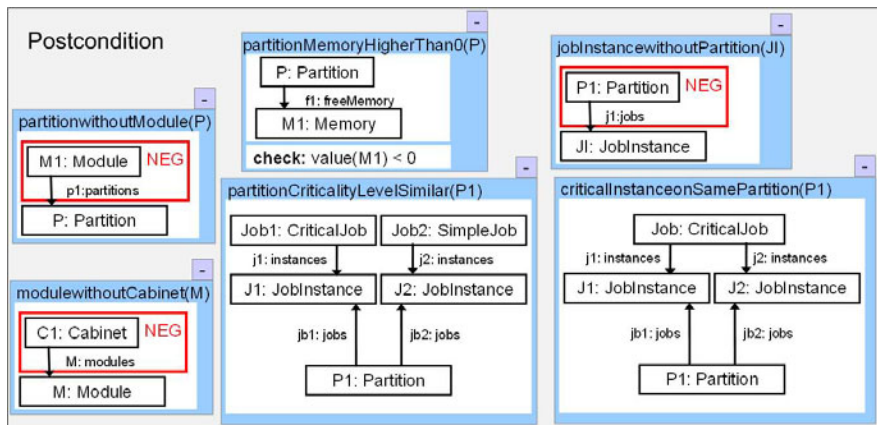 Postcondition
-
partitionMemoryHigherThan0(P)
P: Partition
f1: freeMemory
M1: Memory
check: value(M1) < 0
-
jobInstancewithoutPartition(JI)
P1: Partition
NEG
j1:jobs
JI: JobInstance
-
partitionwithoutModule(P)
M1: Module
NEG
p1:partitions
P: Partition
-
partitionCriticalityLevelSimilar(P1)
Job1: CriticalJob
Job2: SimpleJob
j1: instances
j2: instances
J1: JobInstance
J2: JobInstance
jb1: jobs
jb2: jobs
P1: Partition
-
criticalInstanceonSamePartition(P1)
Job: CriticalJob
j1: instances
j2: instances
J1: JobInstance
J2: JobInstance
jb1: jobs
jb2: jobs
P1: Partition
-
modulewithoutCabinet(M)
C1: Cabinet
NEG
M: modules
M: Module